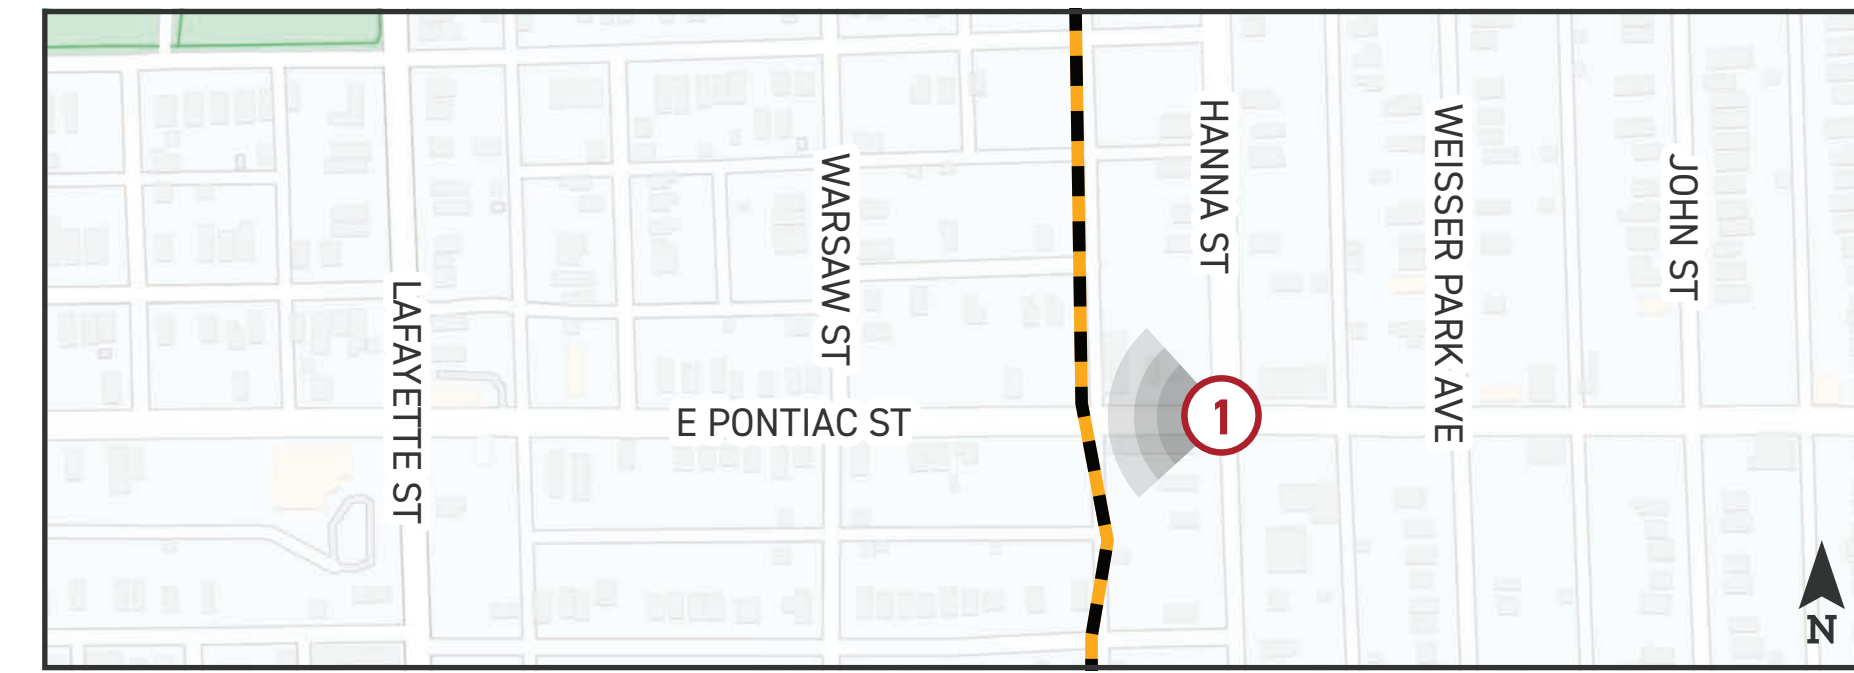 LAFAYETTE ST
WARSAW ST
E PONTIAC ST
HANNA ST
1
WEISSER PARK AVE
JOHN ST
N